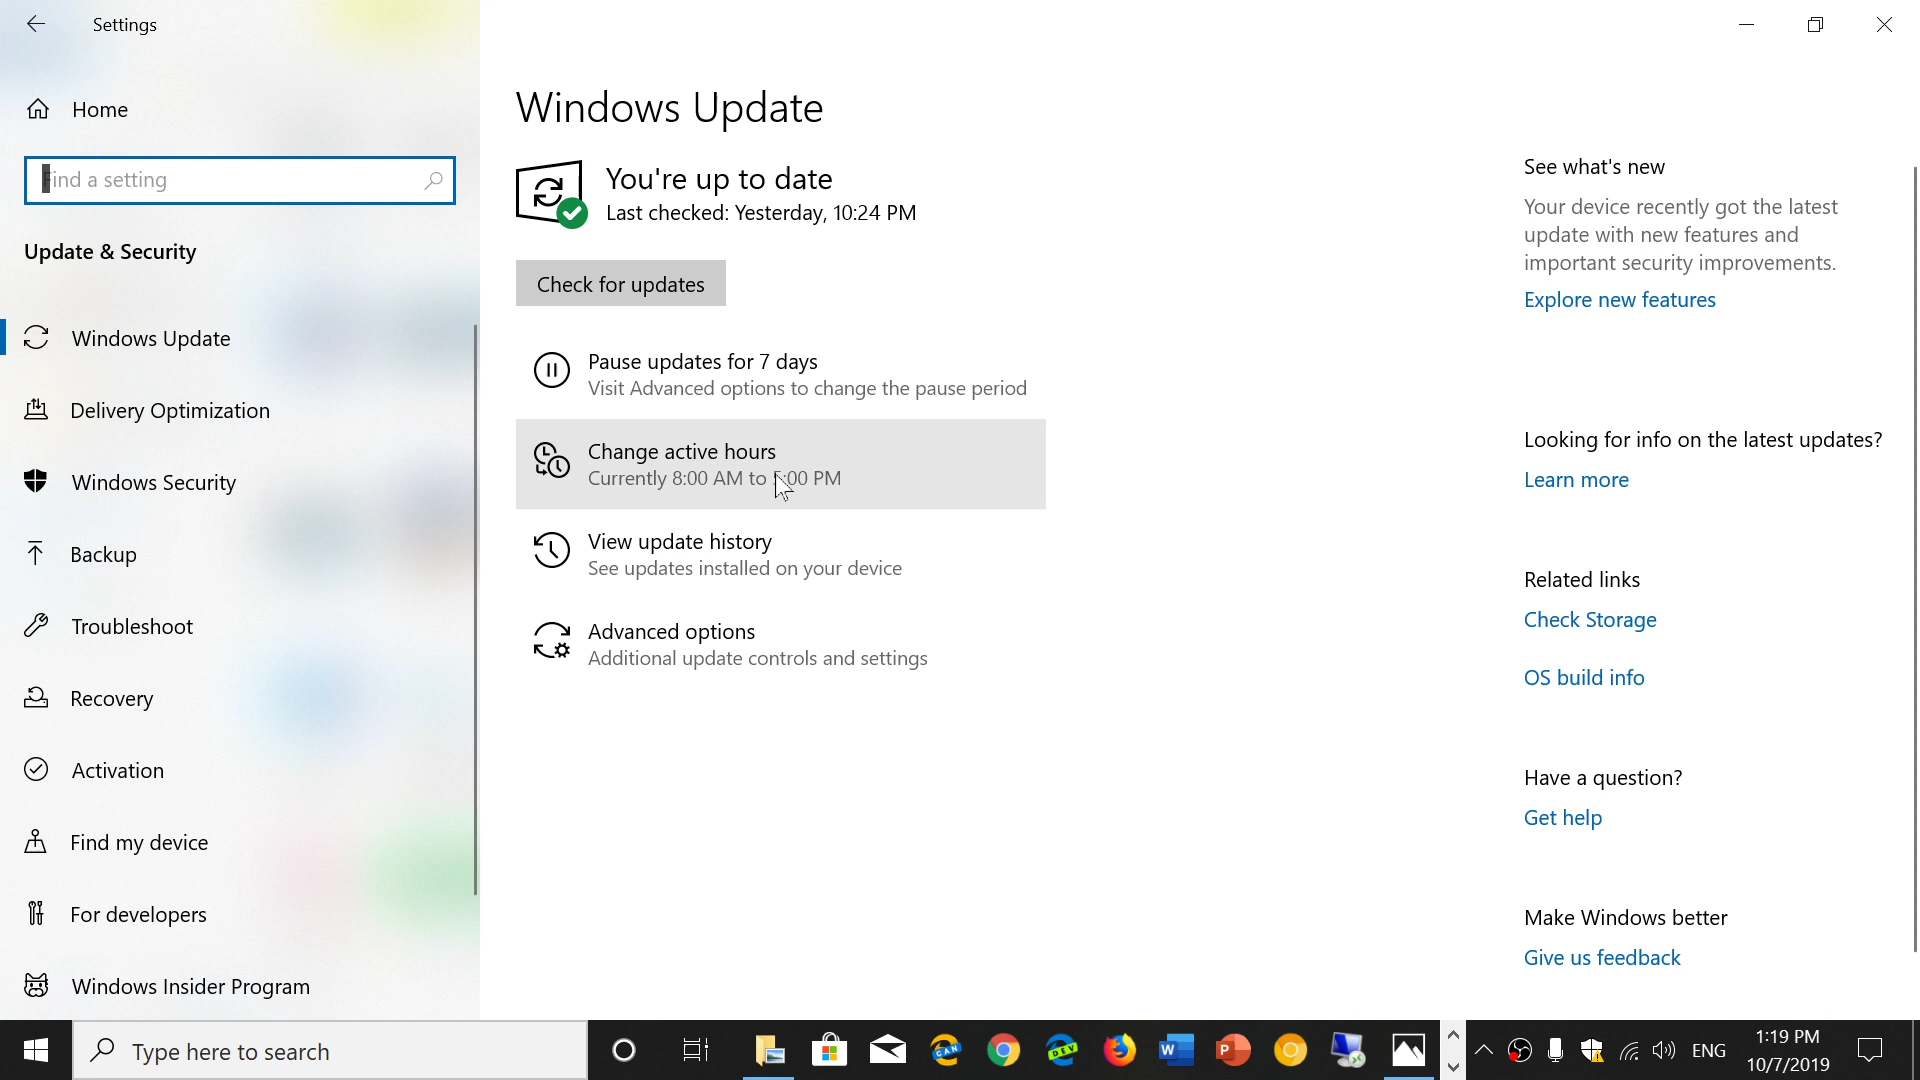 Settings
Home
Find a setting
Update & Security
Windows Update
Delivery Optimization
Windows Security
Backup
Troubleshoot
Recovery
Activation
Find my device
For developers
Windows Insider Program
Windows Update
You're up to date
Last checked: Yesterday, 10:24 PM
Check for updates
Pause updates for 7 days
Visit Advanced options to change the pause period
Change active hours
Currently 8:00 AM to 5:00 PM
View update history
See updates installed on your device
Advanced options
Additional update controls and settings
See what's new
Your device recently got the latest
update with new features and
important security improvements.
Explore new features
Looking for info on the latest updates?
Learn more
Related links
Check Storage
OS build info
Have a question?
Get help
Make Windows better
Give us feedback
Type here to search
CAN
DEV
W
P
ENG
1:19 PM
10/7/2019